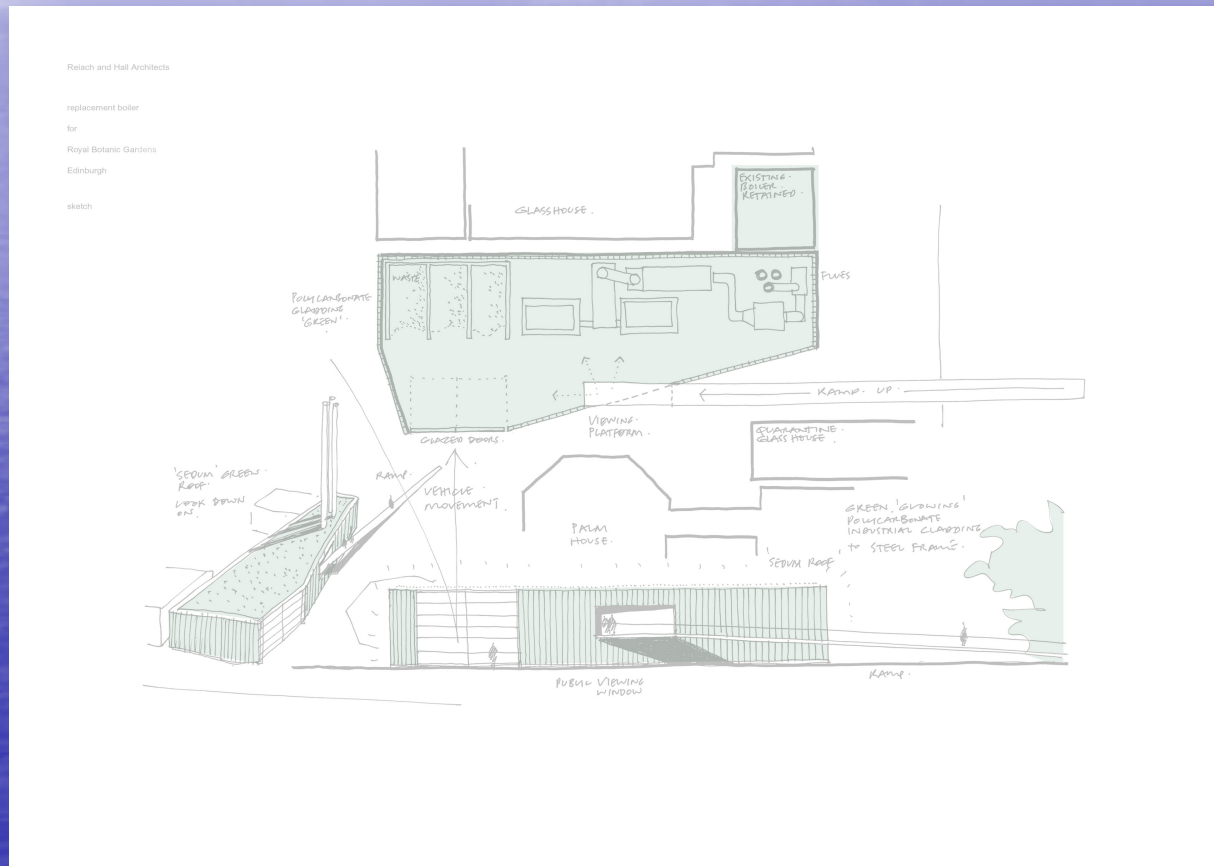 Reiach and Hall Architects
replacement boiler
for
Royal Botanic Gardens
Edinburgh
sketch
EXISTING.
BOILER.
RETAINED.
GLASSHOUSE.
WASTE
FLUES
POLYCARBONATE
CLADDING
'GREEN'.
RAMP. UP.
VIEWING.
PLATFORM.
GLAZED DOORS.
QUARANTINE.
GLASSHOUSE.
'SEDUM' GREEN.
ROOF.
LOOK DOWN
ON.
RAMP.
VEHICLE
MOVEMENT.
PALM
HOUSE.
GREEN. 'GLOWING'
POLYCARBONATE
INDUSTRIAL CLADDING
to STEEL FRAME.
'SEDUM ROOF'
PUBLIC VIEWING
WINDOW
RAMP.